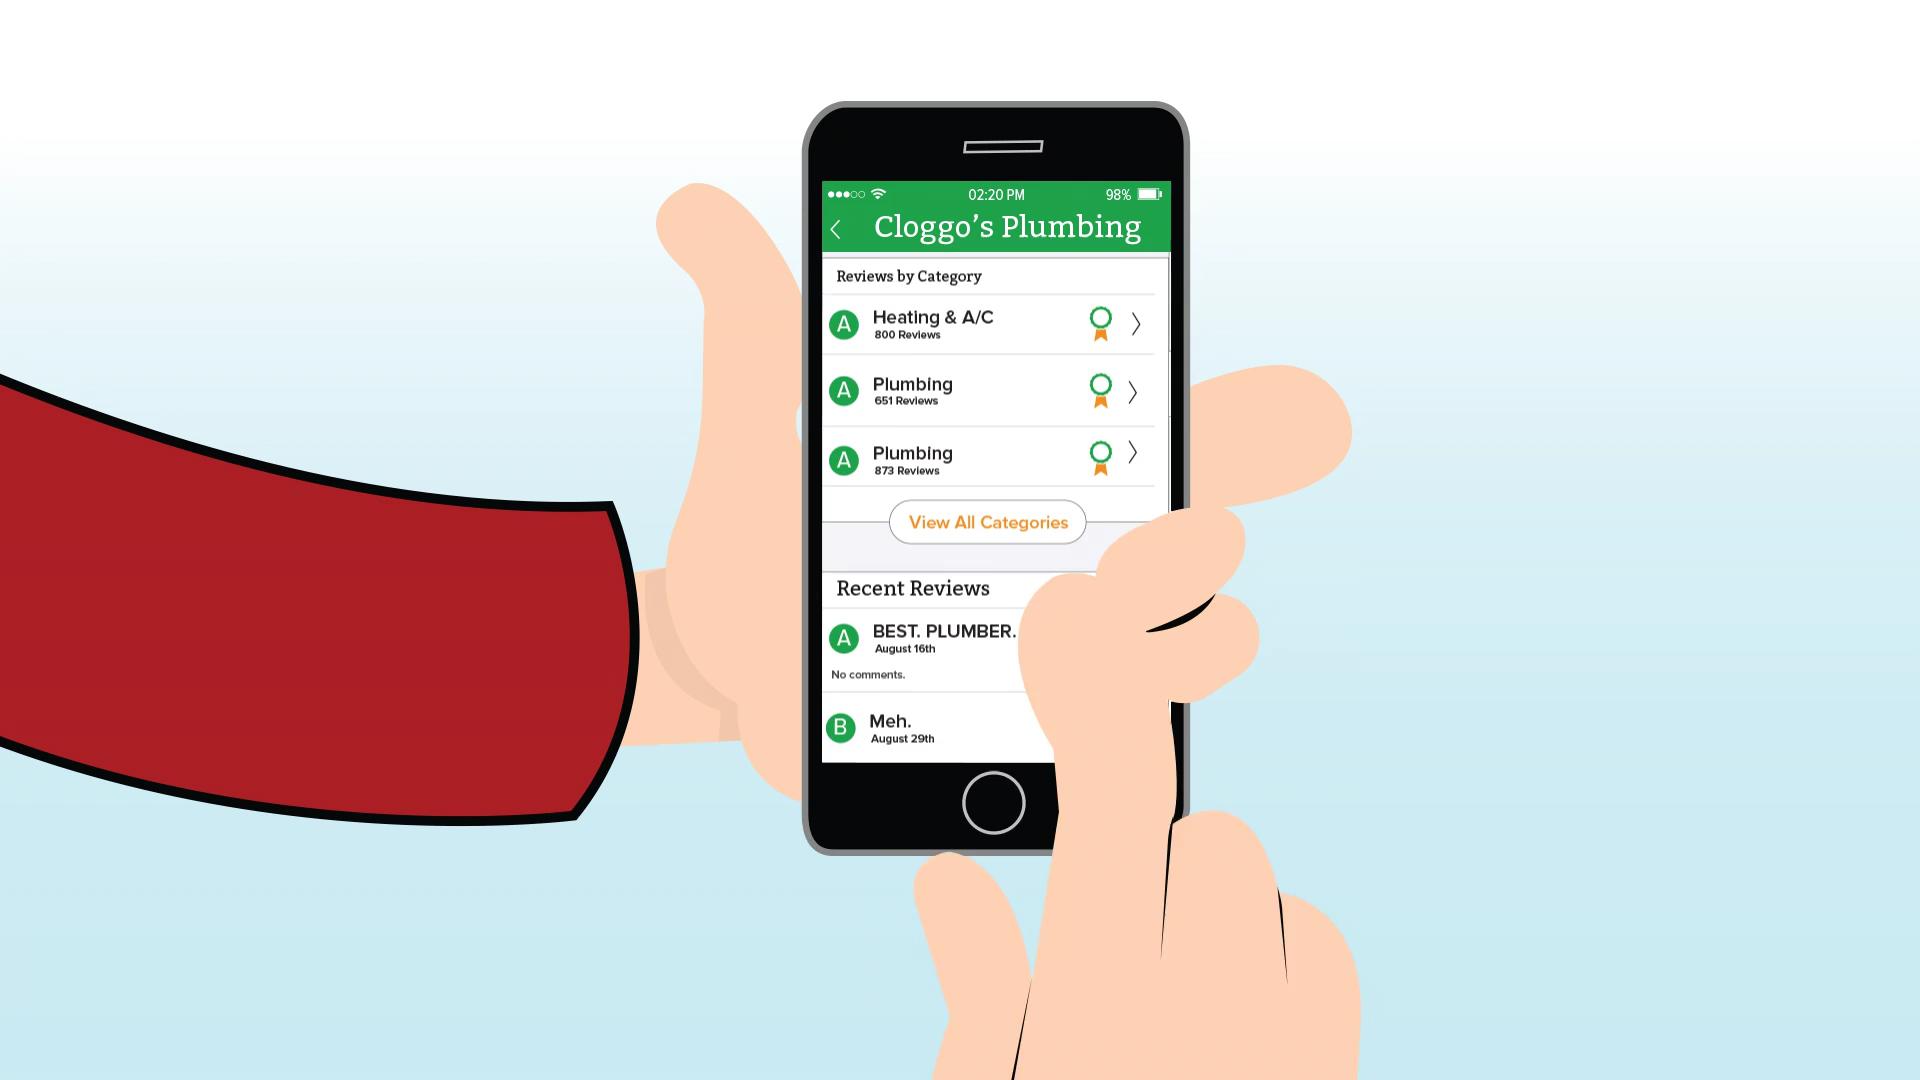 02:20 PM 98%
Cloggo's Plumbing
Reviews by Category
A Heating & A/C
800 Reviews
A Plumbing
651 Reviews
A Plumbing
873 Reviews
View All Categories
Recent Reviews
A BEST. PLUMBER.
August 16th
No comments.
B Meh.
August 29th